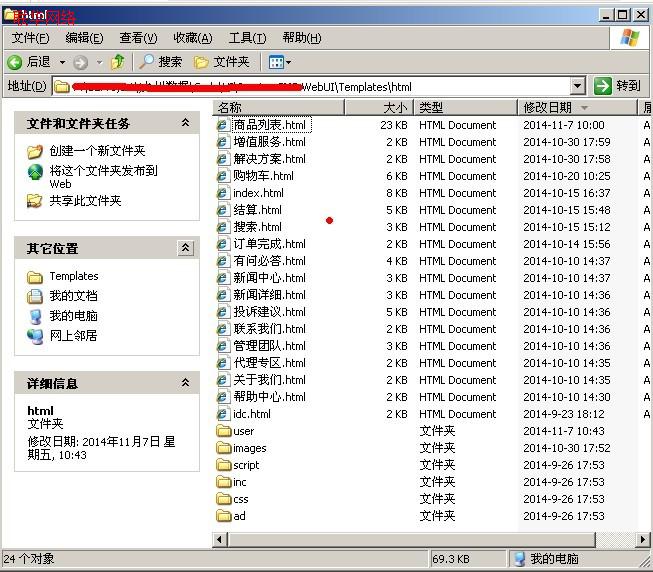 html
文件(F) 编辑(E) 查看(V) 收藏(A) 工具(T) 帮助(H)
后退 搜索 文件夹
地址(D) WebUI\Templates\html 转到
文件和文件夹任务
创建一个新文件夹
将这个文件夹发布到
Web
共享此文件夹
其它位置
Templates
我的文档
我的电脑
网上邻居
详细信息
html
文件夹
修改日期: 2014年11月7日 星
期五, 10:43
名称 大小 类型 修改日期
商品列表.html 23 KB HTML Document 2014-11-7 10:00
增值服务.html 2 KB HTML Document 2014-10-30 17:59
解决方案.html 2 KB HTML Document 2014-10-30 17:58
购物车.html 6 KB HTML Document 2014-10-20 10:25
index.html 8 KB HTML Document 2014-10-15 16:37
结算.html 5 KB HTML Document 2014-10-15 15:48
搜索.html 3 KB HTML Document 2014-10-15 15:12
订单完成.html 2 KB HTML Document 2014-10-14 15:56
有问必答.html 4 KB HTML Document 2014-10-10 14:37 A
新闻中心.html 3 KB HTML Document 2014-10-10 14:37 A
新闻详细.html 3 KB HTML Document 2014-10-10 14:36 A
投诉建议.html 5 KB HTML Document 2014-10-10 14:36 A
联系我们.html 2 KB HTML Document 2014-10-10 14:36 A
管理团队.html 3 KB HTML Document 2014-10-10 14:36 A
代理专区.html 2 KB HTML Document 2014-10-10 14:35 A
关于我们.html 2 KB HTML Document 2014-10-10 14:35 A
帮助中心.html 2 KB HTML Document 2014-10-10 14:30 A
idc.html 2 KB HTML Document 2014-9-23 18:12 A
user 文件夹 2014-11-7 10:43
images 文件夹 2014-10-30 17:52
script 文件夹 2014-9-26 17:53
inc 文件夹 2014-9-26 17:53
css 文件夹 2014-9-26 17:53
ad 文件夹 2014-9-26 17:53
24 个对象 69.3 KB 我的电脑